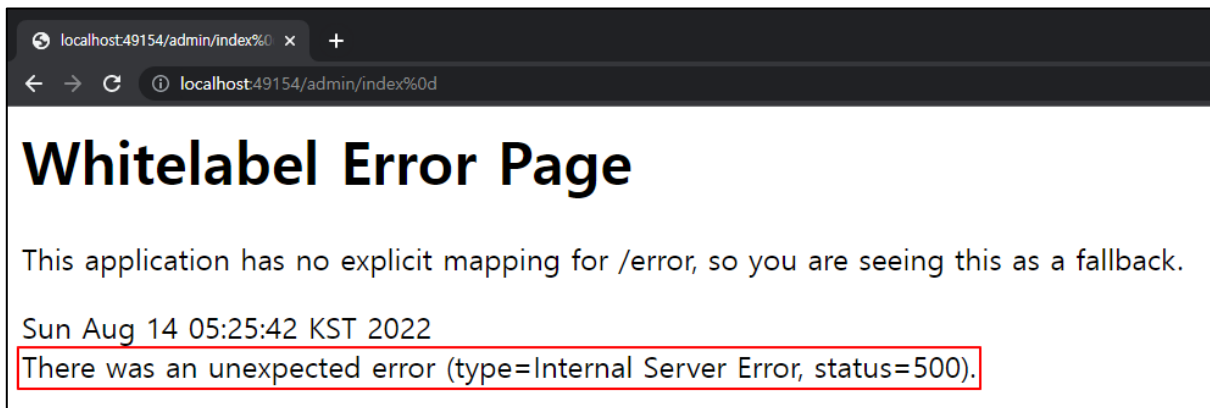 localhost:49154/admin/index%0
localhost:49154/admin/index%0d
Whitelabel Error Page
This application has no explicit mapping for /error, so you are seeing this as a fallback.
Sun Aug 14 05:25:42 KST 2022
There was an unexpected error (type=Internal Server Error, status=500).